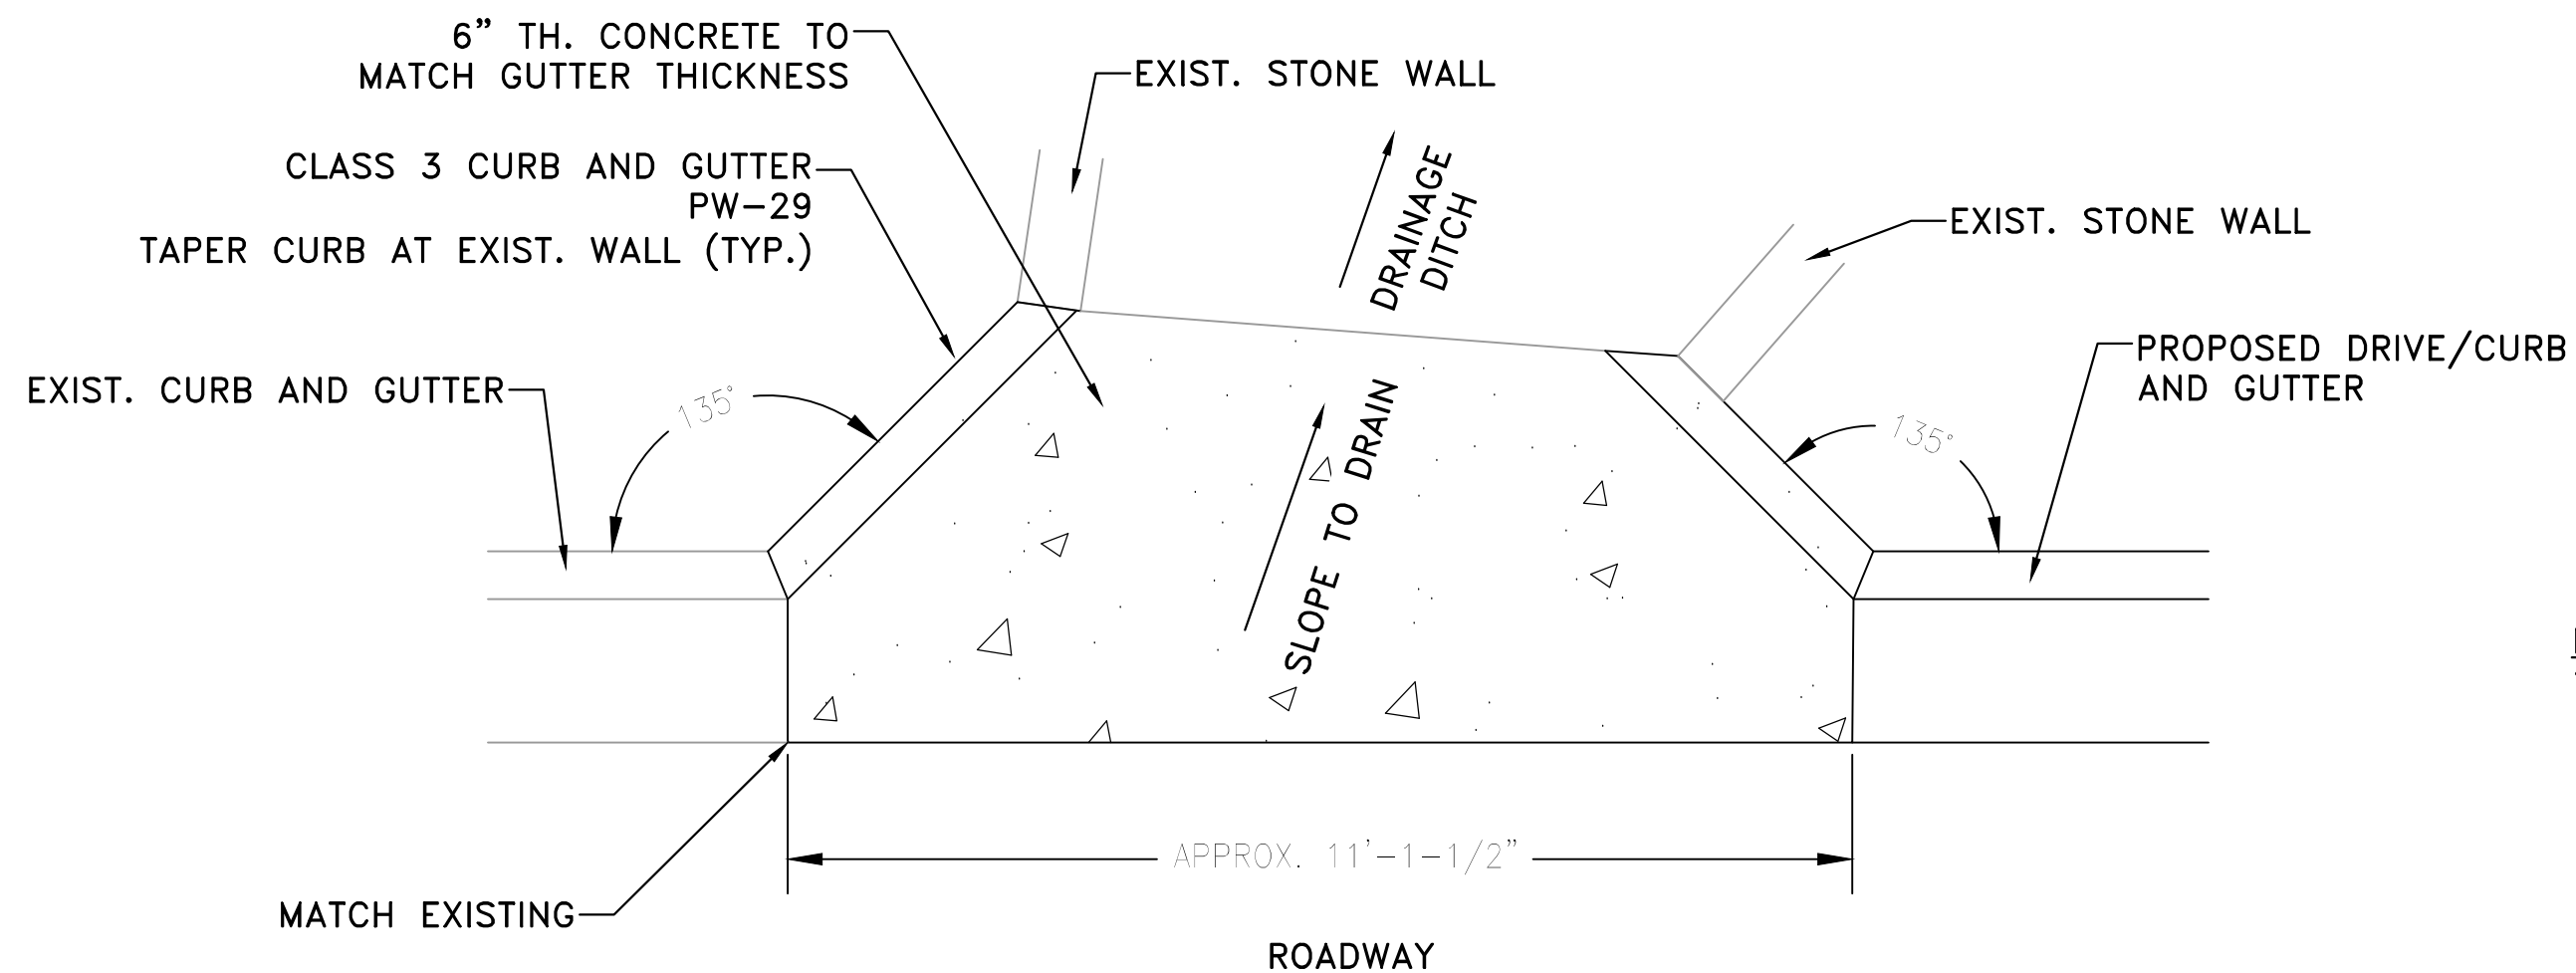 6” TH. CONCRETE TO
MATCH GUTTER THICKNESS
EXIST. STONE WALL
CLASS 3 CURB AND GUTTER
PW-29
TAPER CURB AT EXIST. WALL (TYP.)
DRAINAGE
DITCH
EXIST. STONE WALL
EXIST. CURB AND GUTTER
135°
SLOPE TO DRAIN
135°
PROPOSED DRIVE/CURB
AND GUTTER
APPROX. 11'-1-1/2”
MATCH EXISTING
ROADWAY